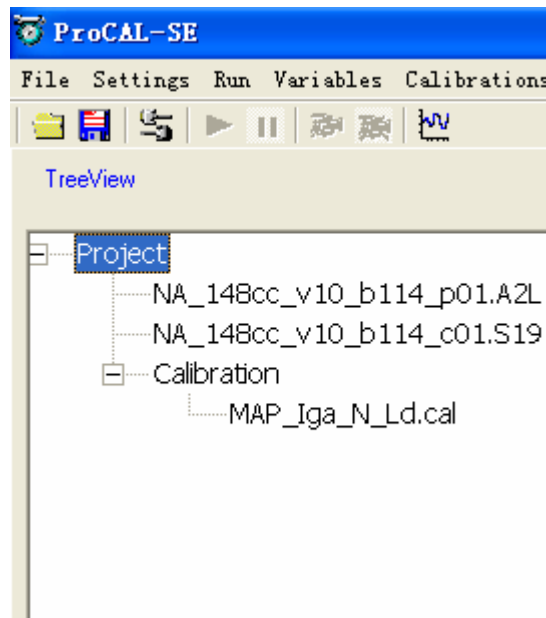 ProCAL-SE
File Settings Run Variables Calibrations
TreeView
Project
NA_148cc_v10_b114_p01.A2L
NA_148cc_v10_b114_c01.S19
Calibration
MAP_Iga_N_Ld.cal